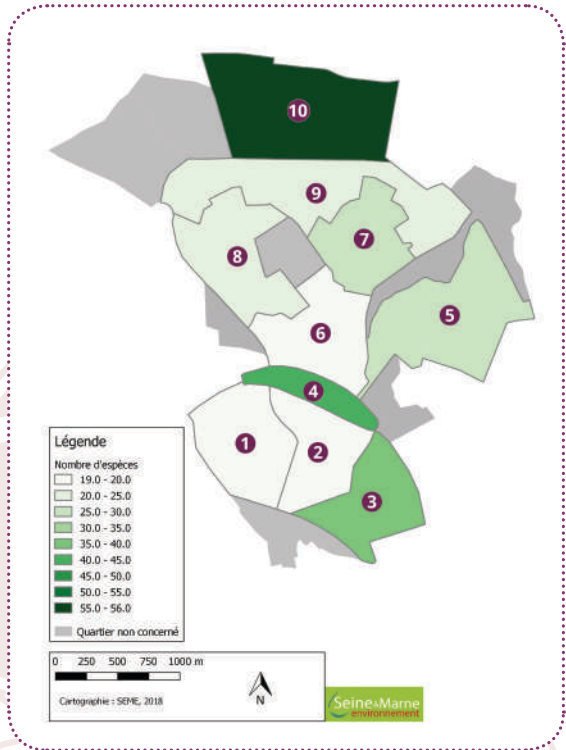 10
9
7
8
5
6
4
1
2
3
Légende
Nombre d'espèces
19.0 - 20.0
20.0 - 25.0
25.0 - 30.0
30.0 - 35.0
35.0 - 40.0
40.0 - 45.0
45.0 - 50.0
50.0 - 55.0
55.0 - 56.0
Quartier non concerné
0 250 500 750 1000 m
Cartographie : SEME, 2018
N
Seine&Marne
environnement